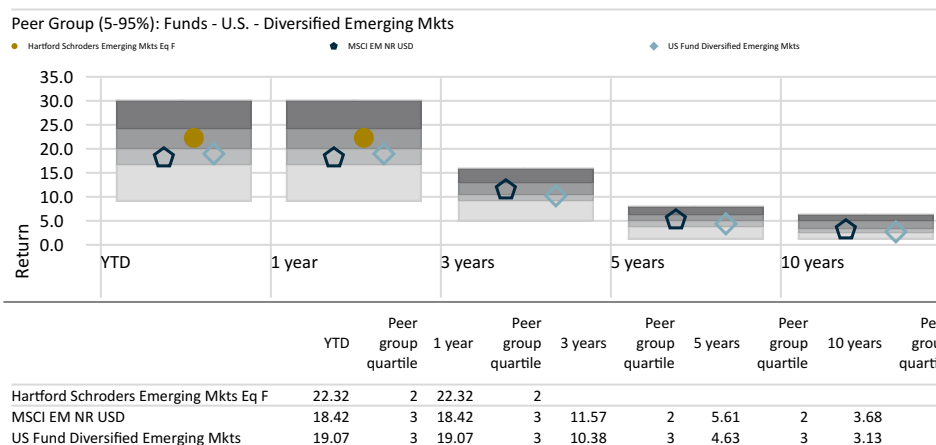 Peer Group (5-95%): Funds - U.S. - Diversified Emerging Mkts
Hartford Schroders Emerging Mkts Eq F MSCI EM NR USD US Fund Diversified Emerging Mkts
35.0
30.0
25.0
20.0
15.0
10.0
5.0
0.0
Return
YTD 1 year 3 years 5 years 10 years
YTD Peer group quartile 1 year Peer group quartile 3 years Peer group quartile 5 years Peer group quartile 10 years
Hartford Schroders Emerging Mkts Eq F 22.32 2 22.32 2
MSCI EM NR USD 18.42 3 18.42 3 11.57 2 5.61 2 3.68
US Fund Diversified Emerging Mkts 19.07 3 19.07 3 10.38 3 4.63 3 3.13